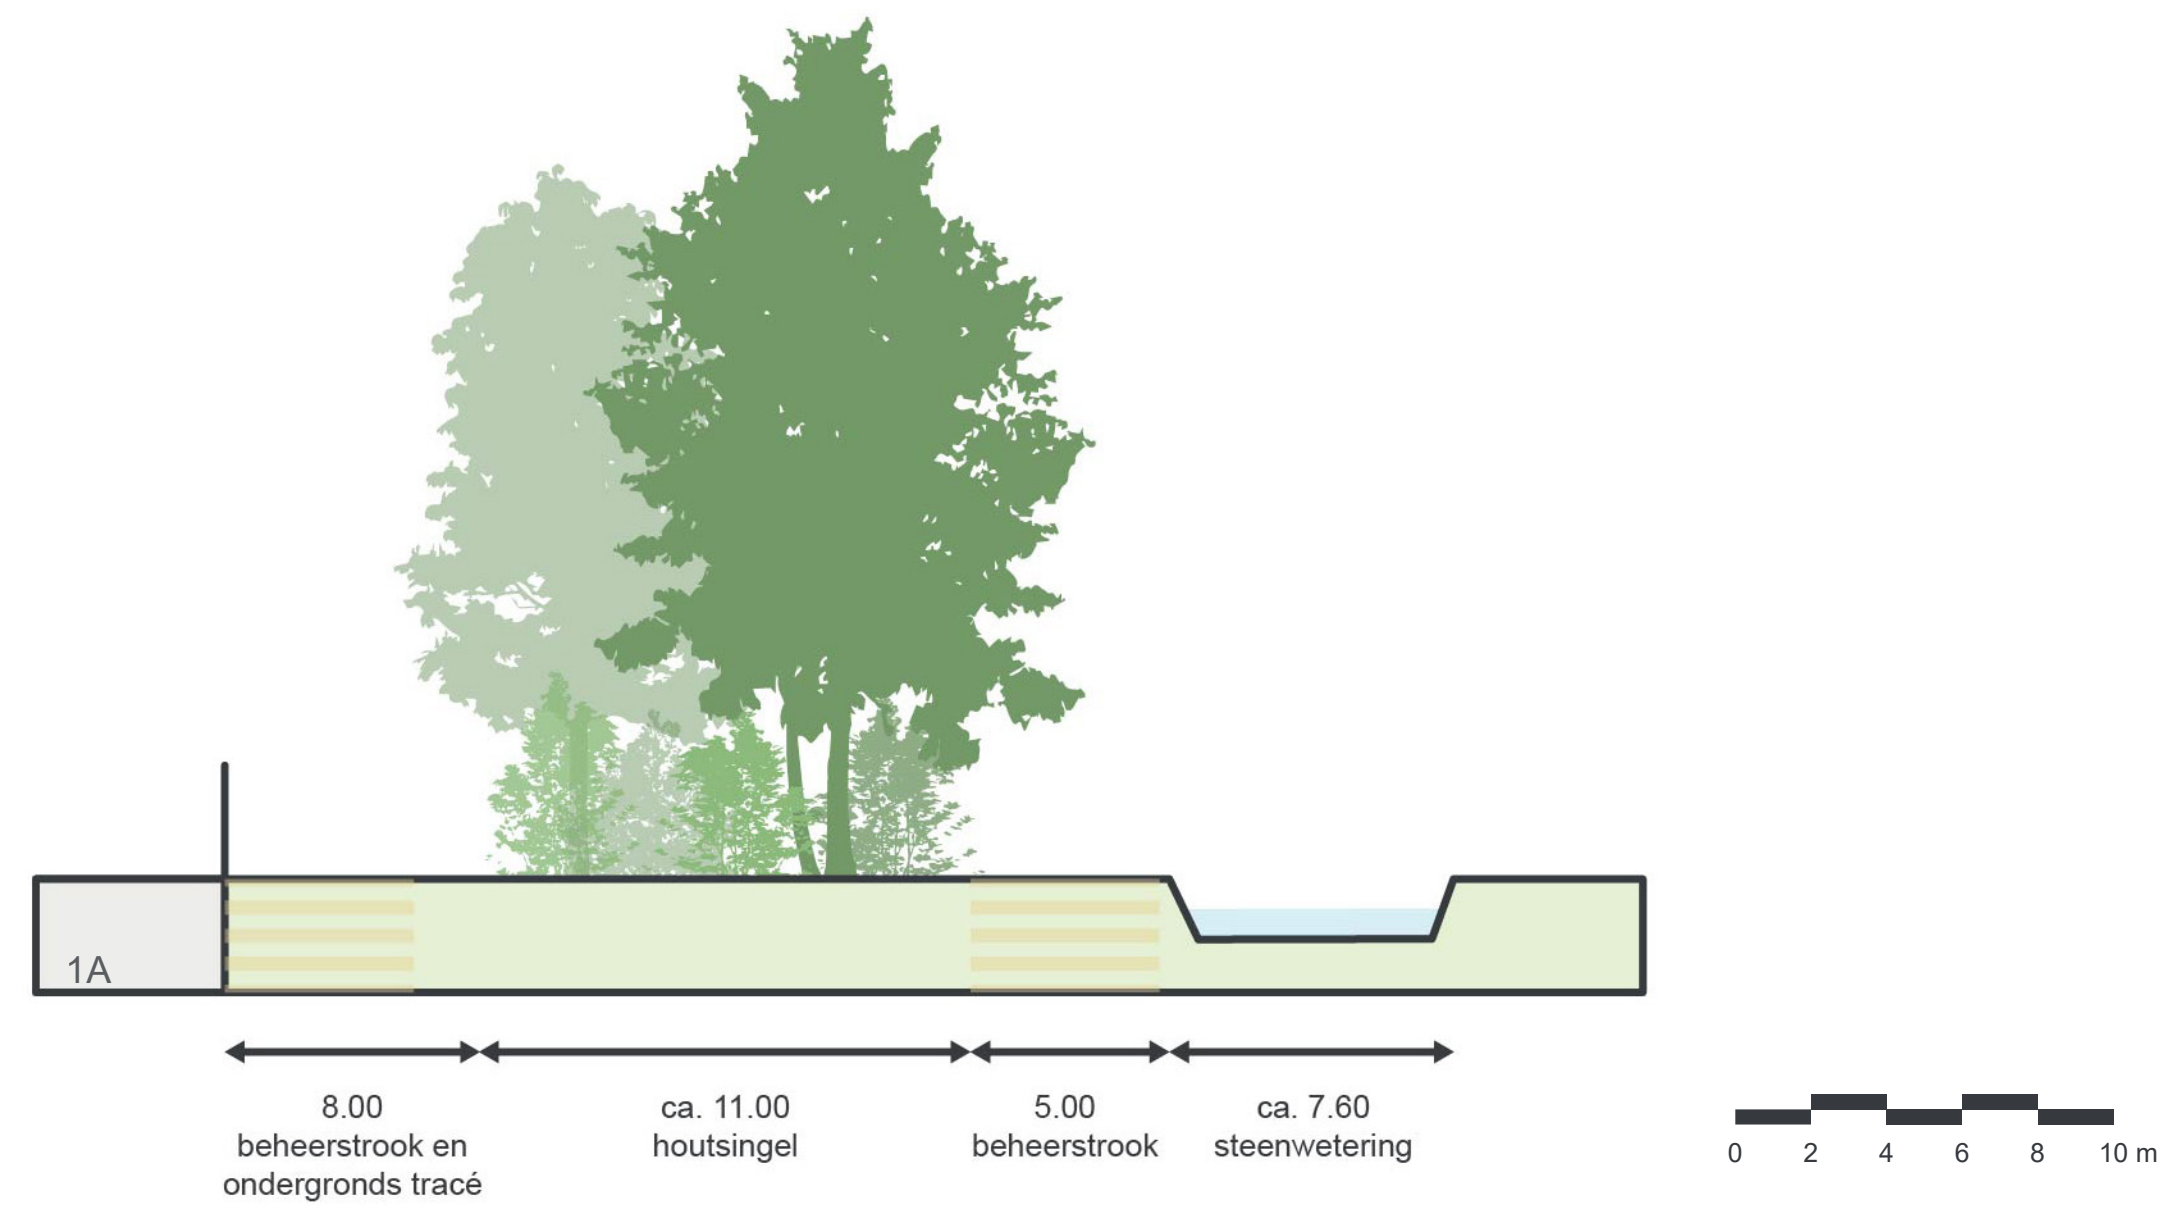 1A
8.00
beheerstrook en
ondergronds tracé
ca. 11.00
houtsingel
5.00
beheerstrook
ca. 7.60
steenwetering
0 2 4 6 8 10 m